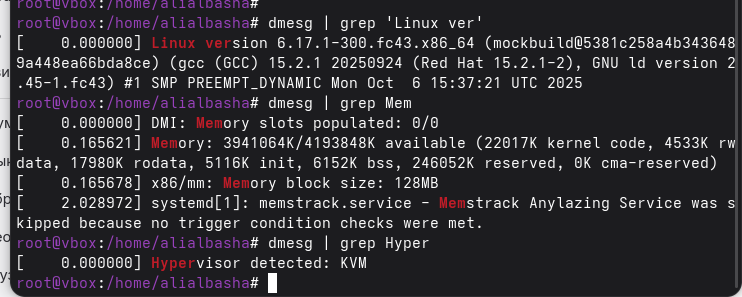 root@vbox:/home/alialbasha#
root@vbox:/home/alialbasha# dmesg | grep 'Linux ver'
[    0.000000] Linux version 6.17.1-300.fc43.x86_64 (mockbuild@5381c258a4b343648
9a448ea66bda8ce) (gcc (GCC) 15.2.1 20250924 (Red Hat 15.2.1-2), GNU ld version 2
.45-1.fc43) #1 SMP PREEMPT_DYNAMIC Mon Oct  6 15:37:21 UTC 2025
root@vbox:/home/alialbasha# dmesg | grep Mem
[    0.000000] DMI: Memory slots populated: 0/0
[    0.165621] Memory: 3941064K/4193848K available (22017K kernel code, 4533K rw
data, 17980K rodata, 5116K init, 6152K bss, 246052K reserved, 0K cma-reserved)
[    0.165678] x86/mm: Memory block size: 128MB
[    2.028972] systemd[1]: memstrack.service - Memstrack Anylazing Service was s
kipped because no trigger condition checks were met.
root@vbox:/home/alialbasha# dmesg | grep Hyper
[    0.000000] Hypervisor detected: KVM
root@vbox:/home/alialbasha#